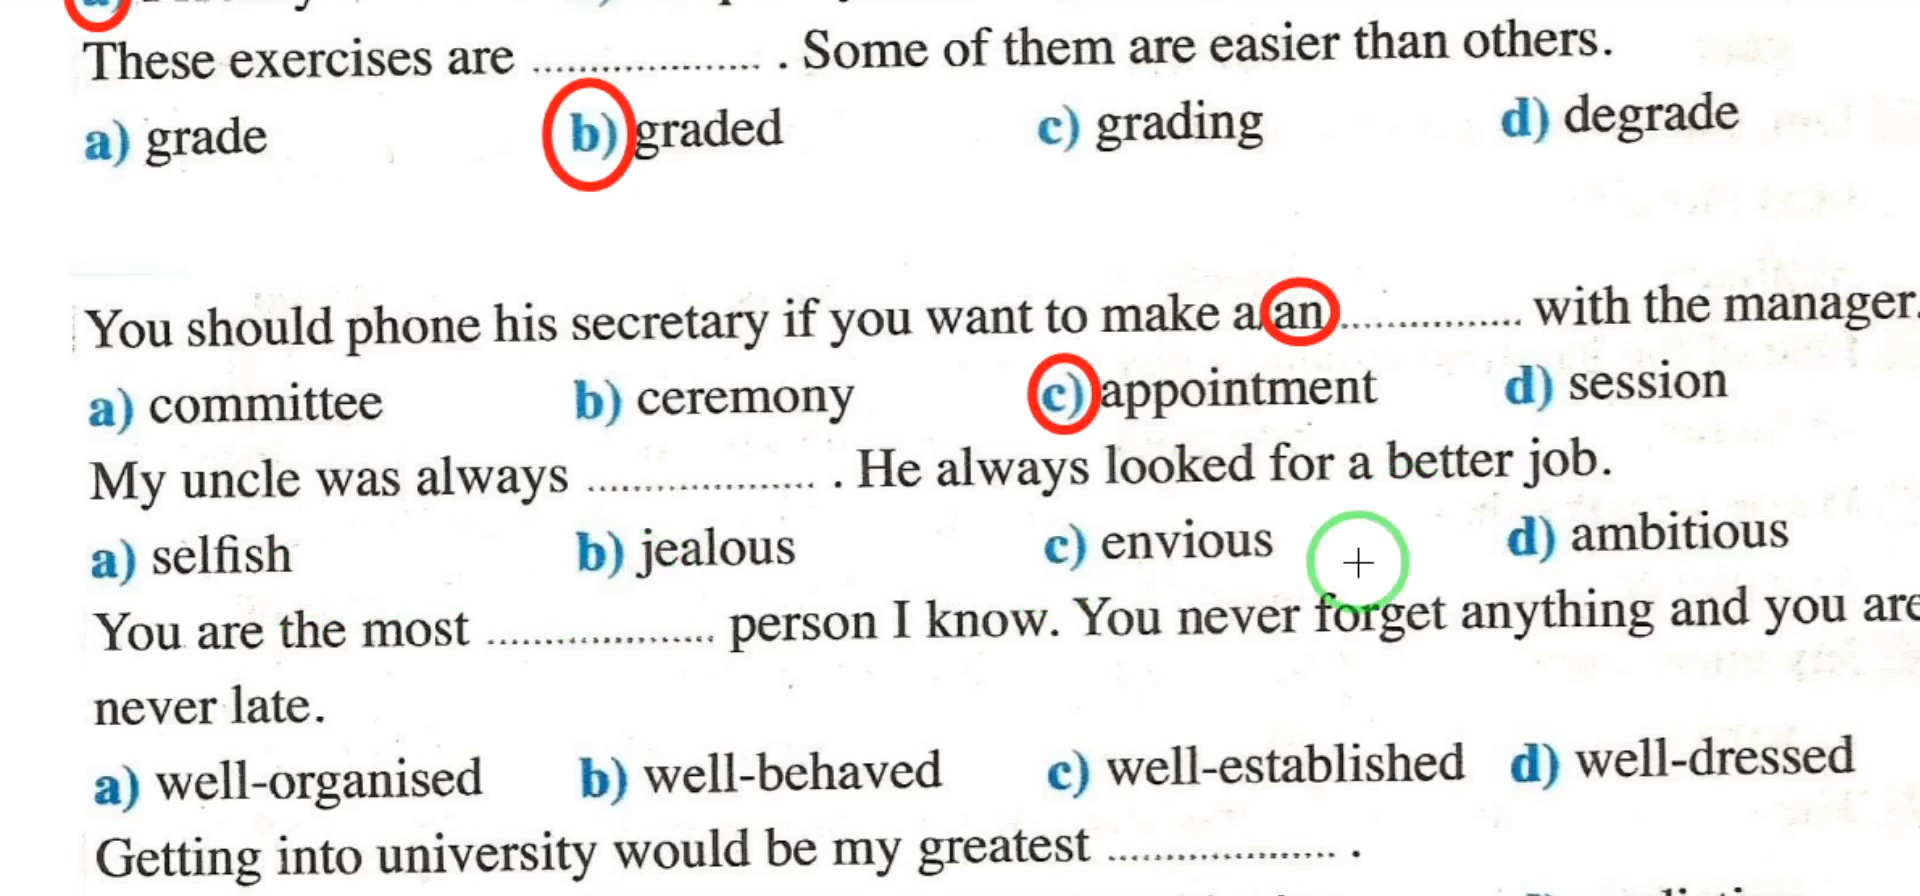 These exercises are .................... . Some of them are easier than others.
a) grade b) graded c) grading d) degrade
You should phone his secretary if you want to make a/an ................ with the manager.
a) committee b) ceremony c) appointment d) session
My uncle was always .................... . He always looked for a better job.
a) selfish b) jealous c) envious d) ambitious
You are the most .................... person I know. You never forget anything and you are
never late.
a) well-organised b) well-behaved c) well-established d) well-dressed
Getting into university would be my greatest .................... .